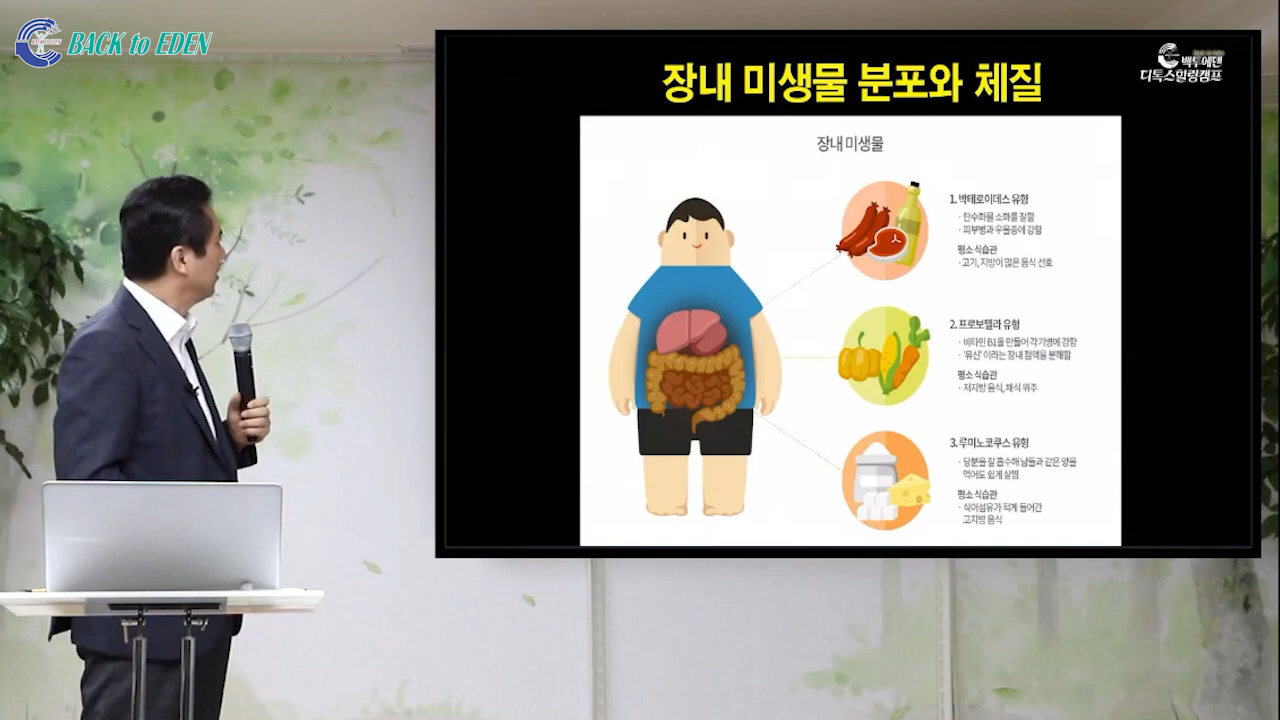 BACK to EDEN
백투에덴
디톡스힐링캠프
장내 미생물 분포와 체질
장내 미생물
1. 박테로이데스 유형
· 탄수화물 소화를 잘함
· 피부병과 우울증에 강함
평소 식습관
· 고기, 지방이 많은 음식 선호
2. 프로보텔라 유형
· 비타민 B1을 만들어 각기병에 강함
· '뮤신' 이라는 장내 점액을 분해함
평소 식습관
· 저지방 음식, 채식 위주
3. 루미노코쿠스 유형
· 당분을 잘 흡수해 남들과 같은 양을
먹어도 쉽게 살찜
평소 식습관
· 식이섬유가 적게 들어간
고지방 음식